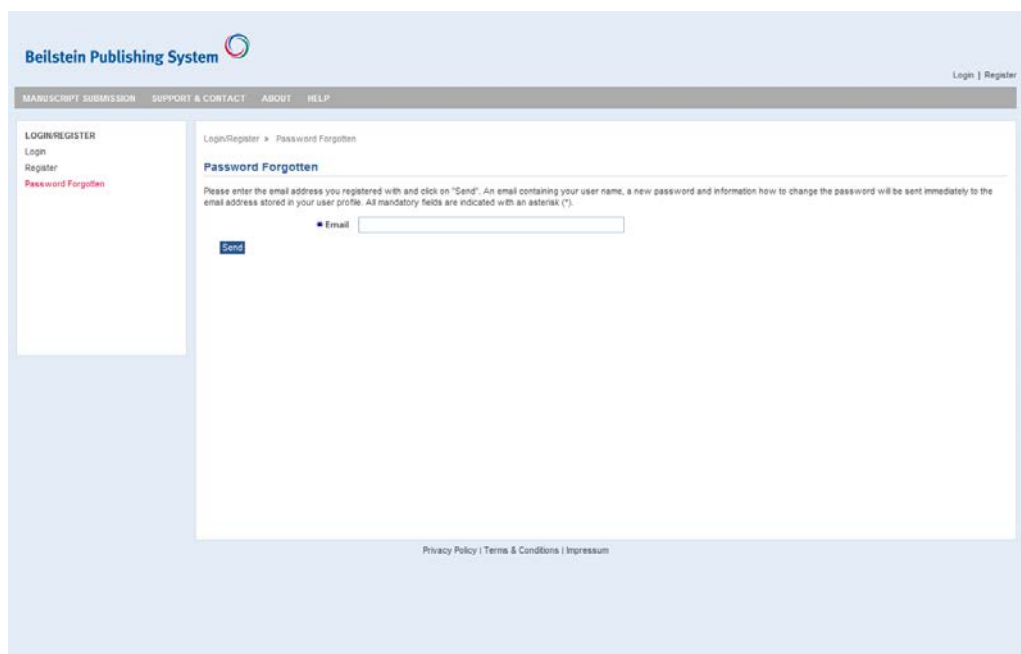 Beilstein Publishing System
Login | Register
MANUSCRIPT SUBMISSION SUPPORT & CONTACT ABOUT HELP
LOGIN/REGISTER
Login
Register
Password Forgotten
Login/Register » Password Forgotten
Password Forgotten
Please enter the email address you registered with and click on "Send". An email containing your user name, a new password and information how to change the password will be sent immediately to the
email address stored in your user profile. All mandatory fields are indicated with an asterisk (*).
Email
Send
Privacy Policy | Terms & Conditions | Impressum